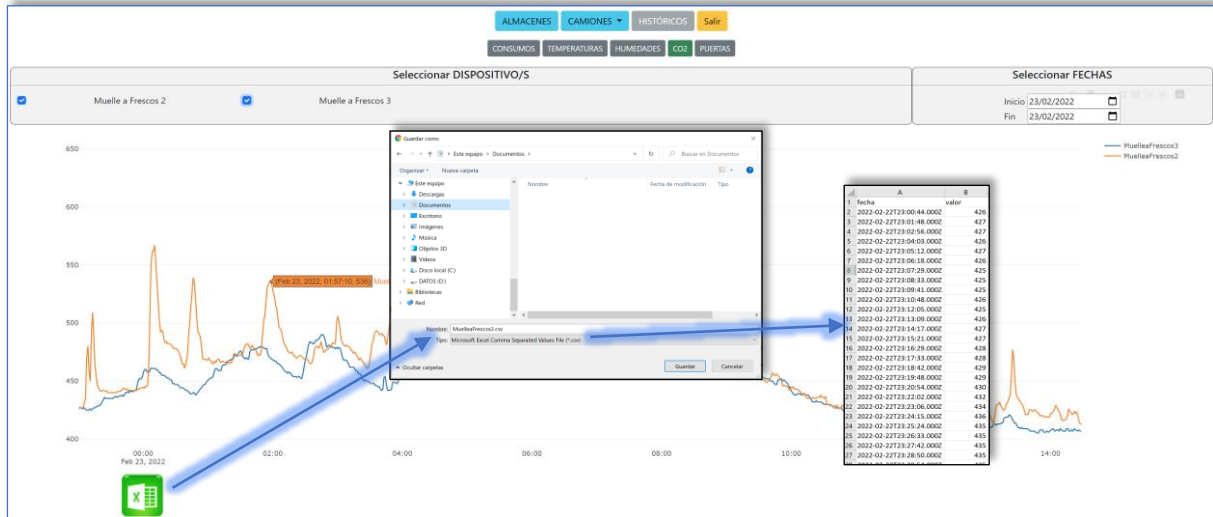 ALMACENES CAMIONES HISTÓRICOS Salir
CONSUMOS TEMPERATURAS HUMEDADES CO2 PUERTAS
Seleccionar DISPOSITIVO/S
Muelle a Frescos 2 Muelle a Frescos 3
Seleccionar FECHAS
Inicio 23/02/2022
Fin 23/02/2022
MuelleaFrescos3
MuelleaFrescos2
650
600
550
500
450
400
(Feb 23, 2022, 01:57:10, 536) Muel
Guardar como
Este equipo > Documentos >
Buscar en Documentos
Organizar Nueva carpeta
Este equipo
Descargas
Documentos
Escritorio
Imágenes
Música
Objetos 3D
Vídeos
Disco local (C:)
DATOS (D:)
Bibliotecas
Red
Nombre Fecha de modificación Tipo
Nombre: MuelleaFrescos3.csv
Tipo: Microsoft Excel Comma Separated Values File (*.csv)
Ocultar carpetas
Guardar Cancelar
A B
1 fecha valor
2 2022-02-22T23:00:44.000Z 426
3 2022-02-22T23:01:48.000Z 427
4 2022-02-22T23:02:56.000Z 427
5 2022-02-22T23:04:03.000Z 426
6 2022-02-22T23:05:12.000Z 427
7 2022-02-22T23:06:18.000Z 426
8 2022-02-22T23:07:29.000Z 425
9 2022-02-22T23:08:33.000Z 425
10 2022-02-22T23:09:41.000Z 425
11 2022-02-22T23:10:48.000Z 426
12 2022-02-22T23:12:05.000Z 425
13 2022-02-22T23:13:09.000Z 426
14 2022-02-22T23:14:17.000Z 427
15 2022-02-22T23:15:21.000Z 427
16 2022-02-22T23:16:29.000Z 428
17 2022-02-22T23:17:33.000Z 428
18 2022-02-22T23:18:42.000Z 429
19 2022-02-22T23:19:48.000Z 429
20 2022-02-22T23:20:54.000Z 430
21 2022-02-22T23:22:02.000Z 432
22 2022-02-22T23:23:06.000Z 434
23 2022-02-22T23:24:15.000Z 436
24 2022-02-22T23:25:24.000Z 435
25 2022-02-22T23:26:33.000Z 435
26 2022-02-22T23:27:42.000Z 435
27 2022-02-22T23:28:50.000Z 435
00:00 02:00 04:00 06:00 08:00 10:00 14:00
Feb 23, 2022
X